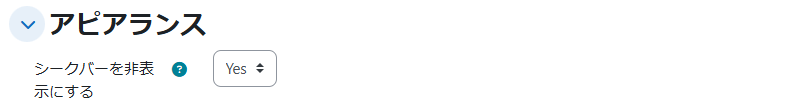 アピアランス
シークバーを非表 ? Yes
示にする